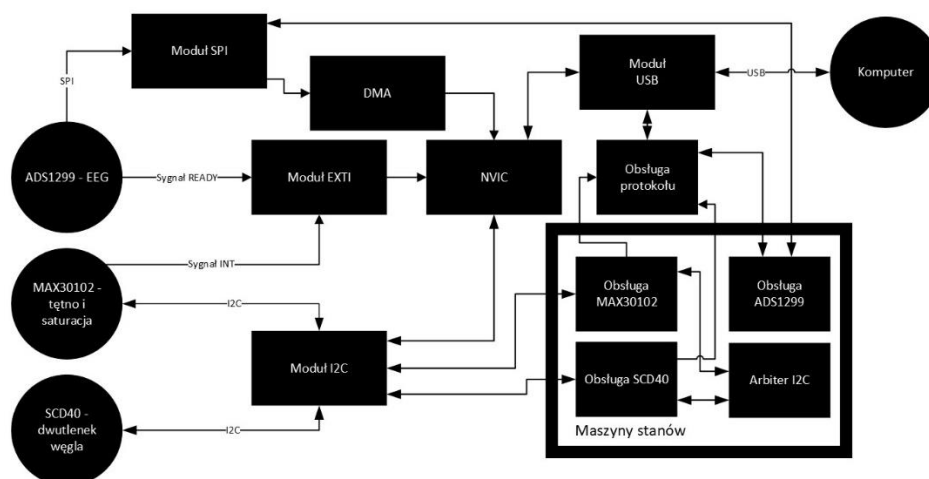 Moduł SPI
SPI
DMA
Moduł
USB
USB
Komputer
ADS1299 - EEG
Sygnał READY
Moduł EXTI
NVIC
Obsługa
protokołu
Sygnał INT
MAX30102 -
tętno i
saturacja
I2C
Obsługa
MAX30102
Obsługa
ADS1299
Moduł I2C
Obsługa SCD40
Arbiter I2C
SCD40 -
dwutlenek
węgla
I2C
Maszyny stanów